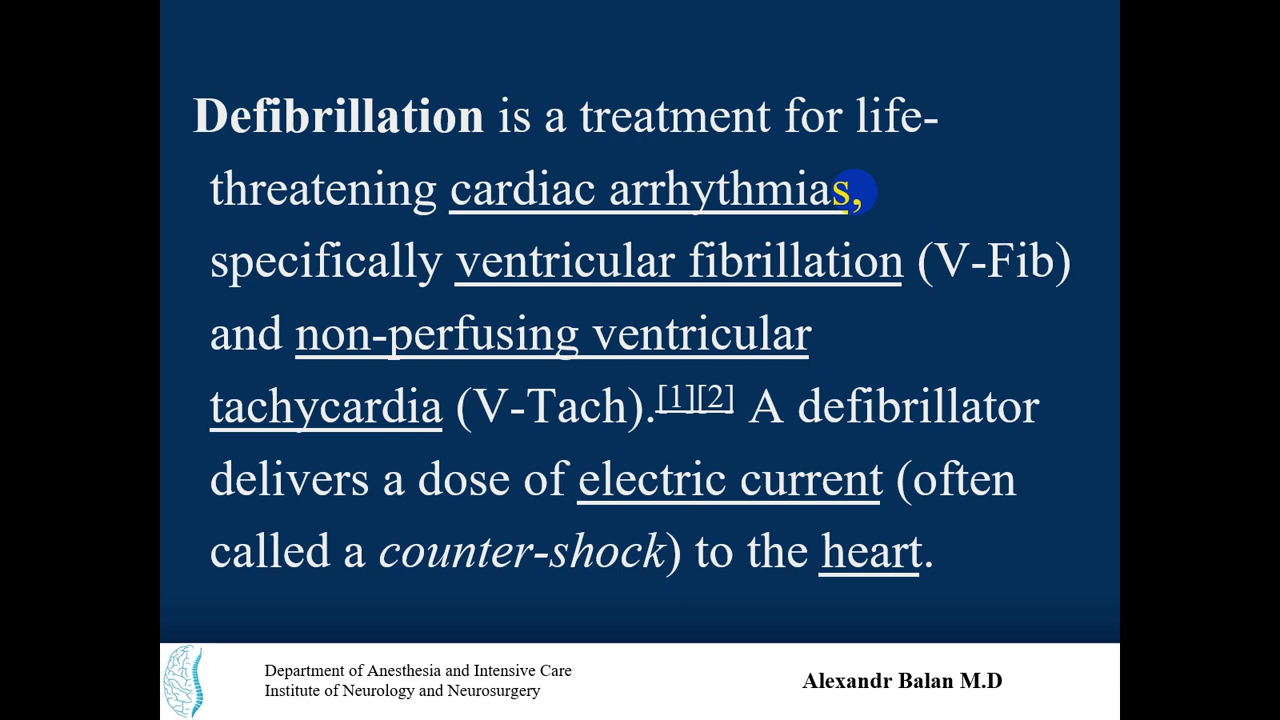 Defibrillation is a treatment for life-
threatening cardiac arrhythmias,
specifically ventricular fibrillation (V-Fib)
and non-perfusing ventricular
tachycardia (V-Tach).[1][2] A defibrillator
delivers a dose of electric current (often
called a counter-shock) to the heart.
Department of Anesthesia and Intensive Care
Institute of Neurology and Neurosurgery
Alexandr Balan M.D